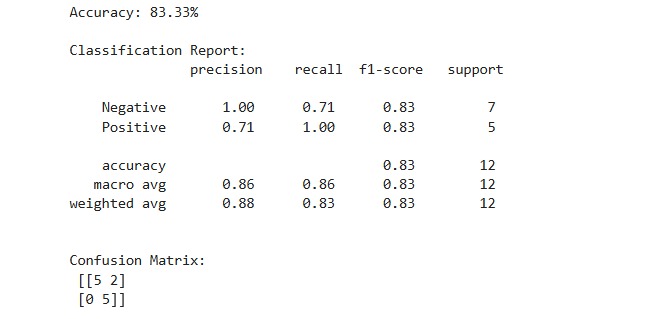 Accuracy: 83.33%
Classification Report:
precision recall f1-score support
Negative 1.00 0.71 0.83 7
Positive 0.71 1.00 0.83 5
accuracy 0.83 12
macro avg 0.86 0.86 0.83 12
weighted avg 0.88 0.83 0.83 12
Confusion Matrix:
[[5 2]
[0 5]]